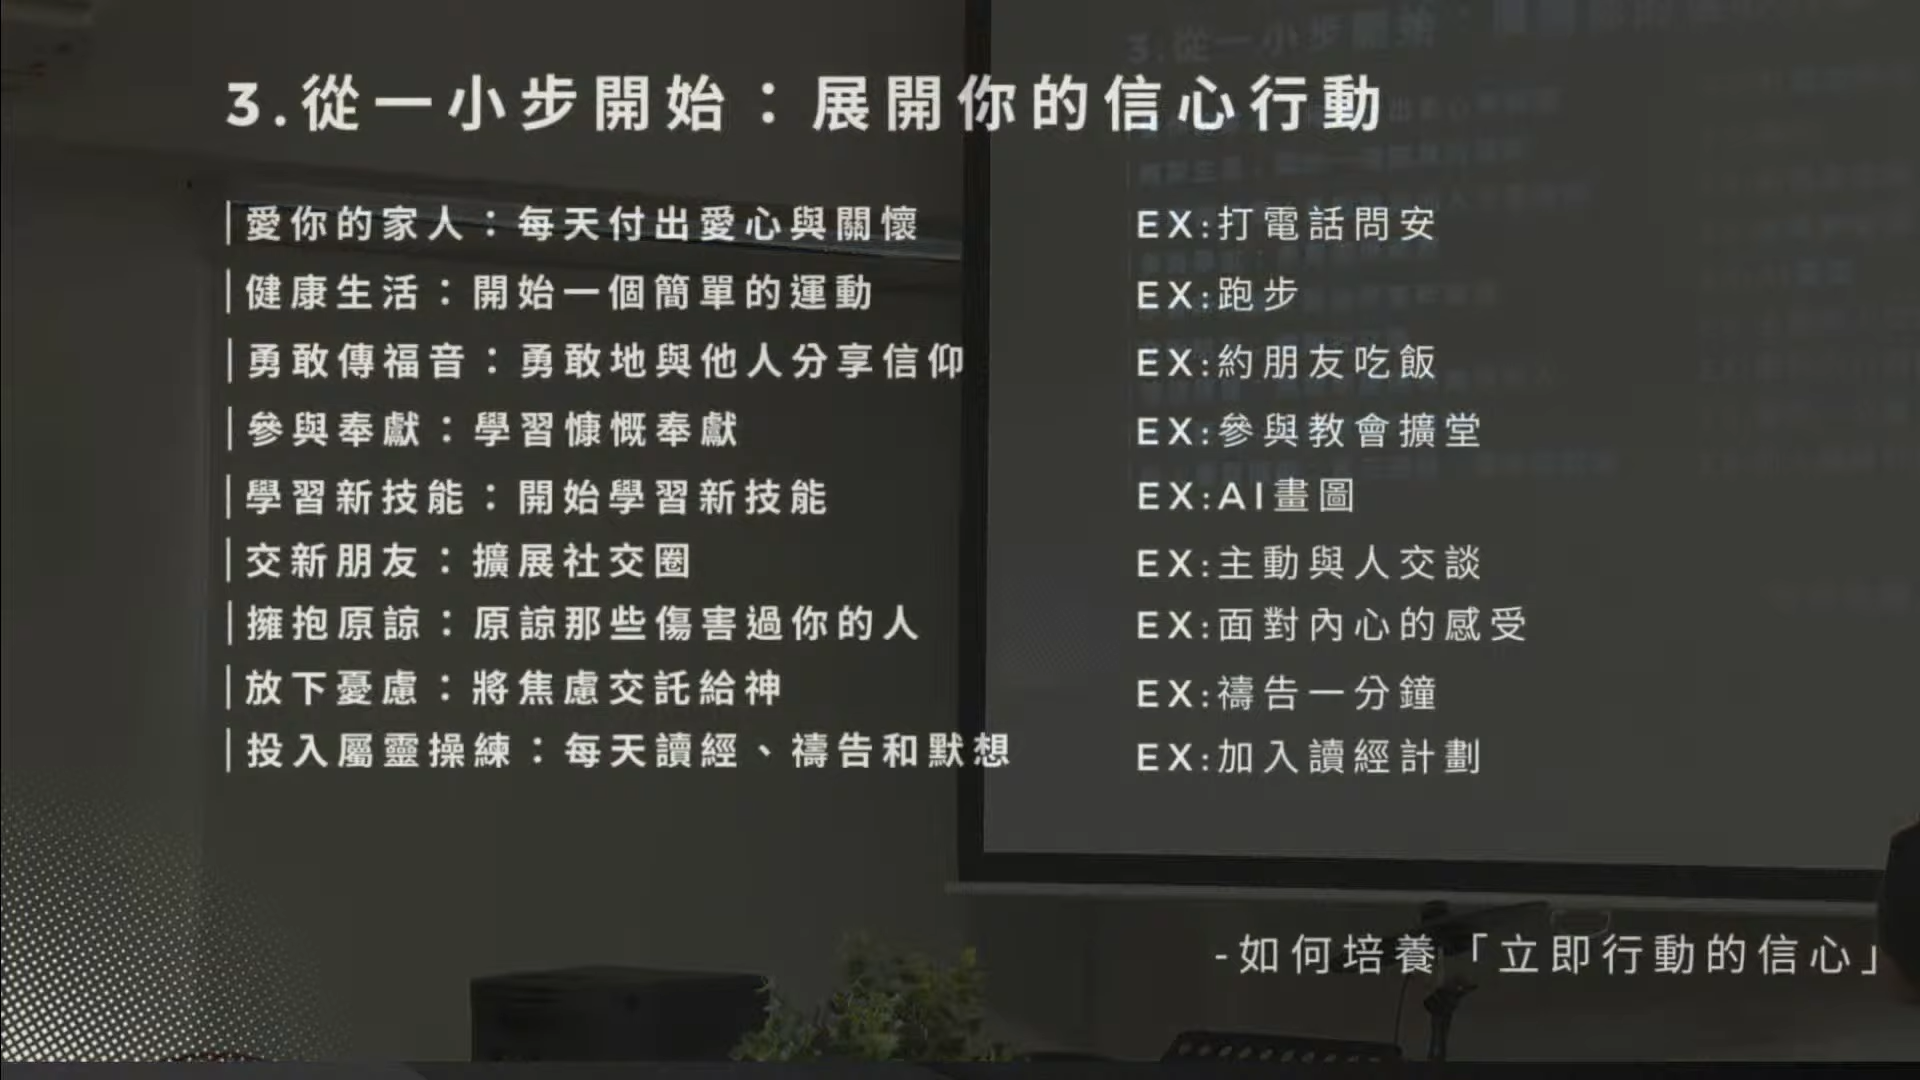 3.從一小步開始：展開你的信心行動
愛你的家人：每天付出愛心與關懷 EX:打電話問安
健康生活：開始一個簡單的運動 EX:跑步
勇敢傳福音：勇敢地與他人分享信仰 EX:約朋友吃飯
參與奉獻：學習慷慨奉獻 EX:參與教會擴堂
學習新技能：開始學習新技能 EX:AI畫圖
交新朋友：擴展社交圈 EX:主動與人交談
擁抱原諒：原諒那些傷害過你的人 EX:面對內心的感受
放下憂慮：將焦慮交託給神 EX:禱告一分鐘
投入屬靈操練：每天讀經、禱告和默想 EX:加入讀經計劃
-如何培養「立即行動的信心」